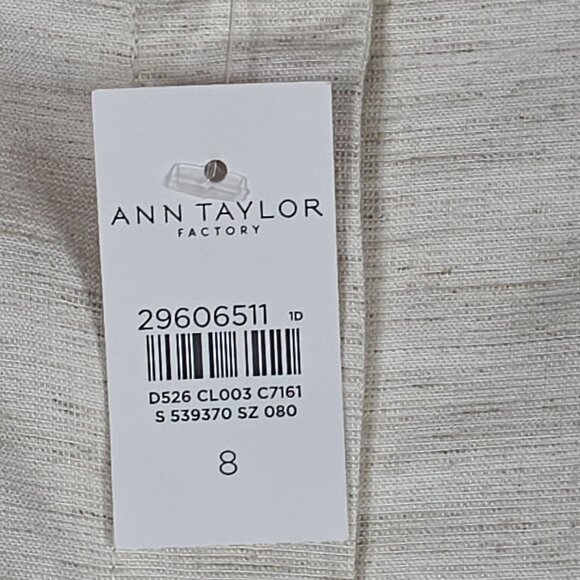 ANN TAYLOR
FACTORY
29606511 1D
D526 CL003 C7161
S 539370 SZ 080
8